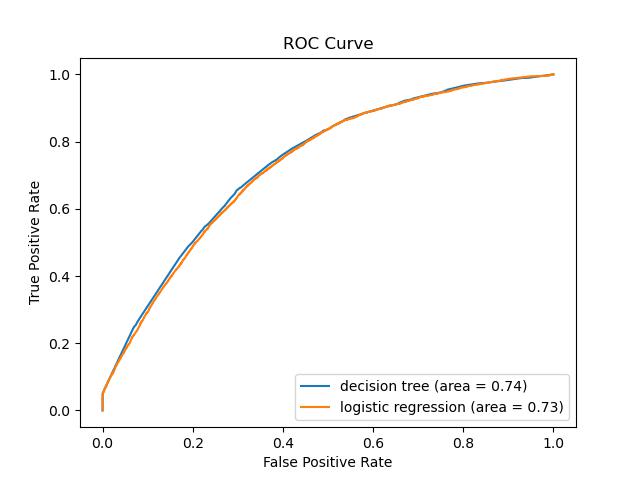 ROC Curve
True Positive Rate
1.0
0.8
0.6
0.4
0.2
0.0
decision tree (area = 0.74)
logistic regression (area = 0.73)
0.0 0.2 0.4 0.6 0.8 1.0
False Positive Rate